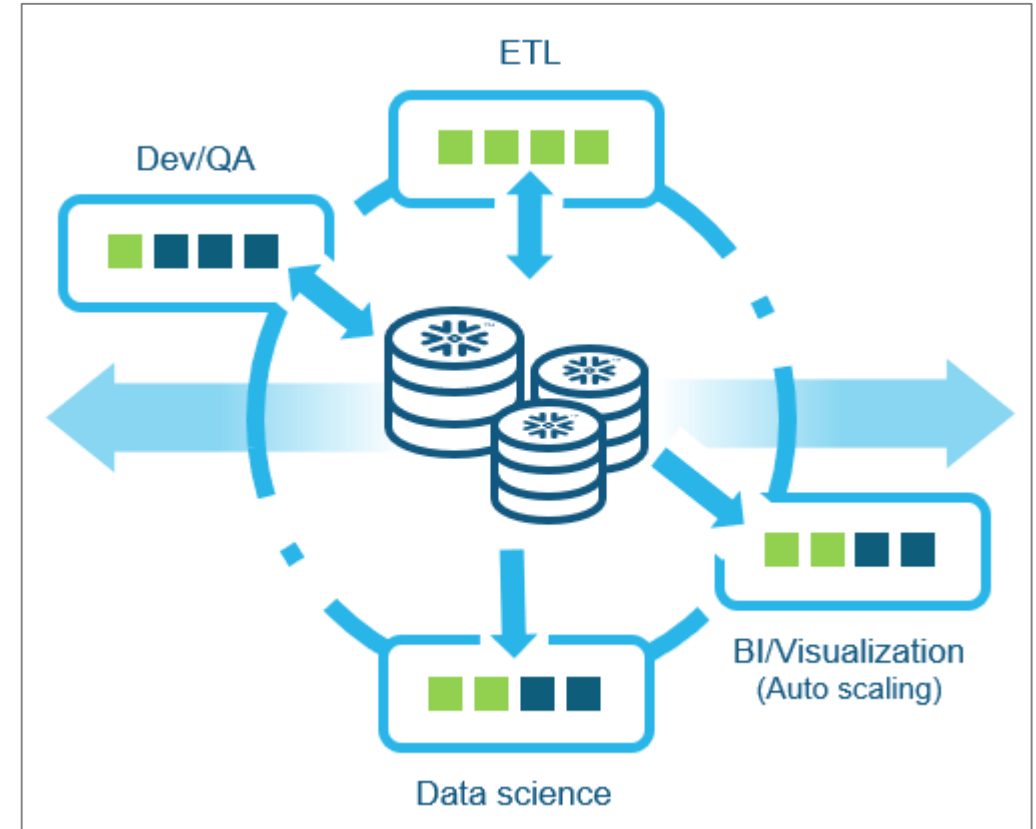 ETL
Dev/QA
BI/Visualization
(Auto scaling)
Data science